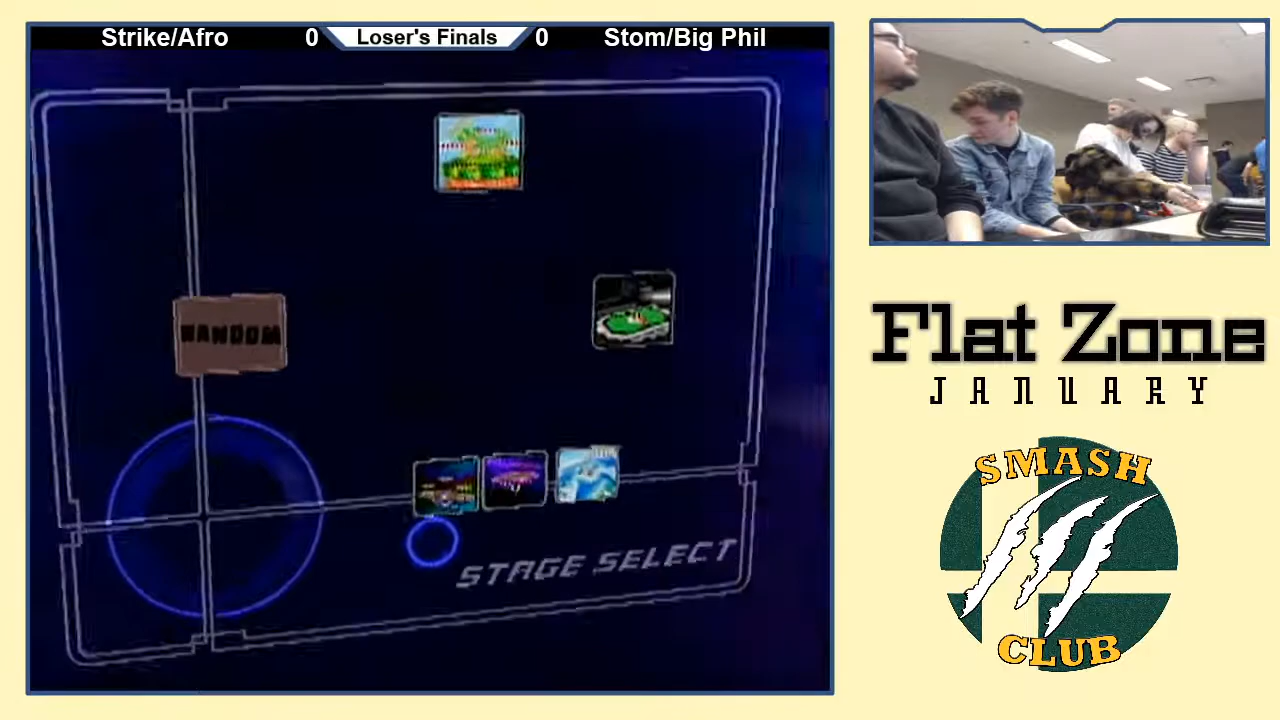 Strike/Afro 0 Loser's Finals 0 Stom/Big Phil
RANDOM
STAGE SELECT
Flat Zone
JANUARY
SMASH
CLUB